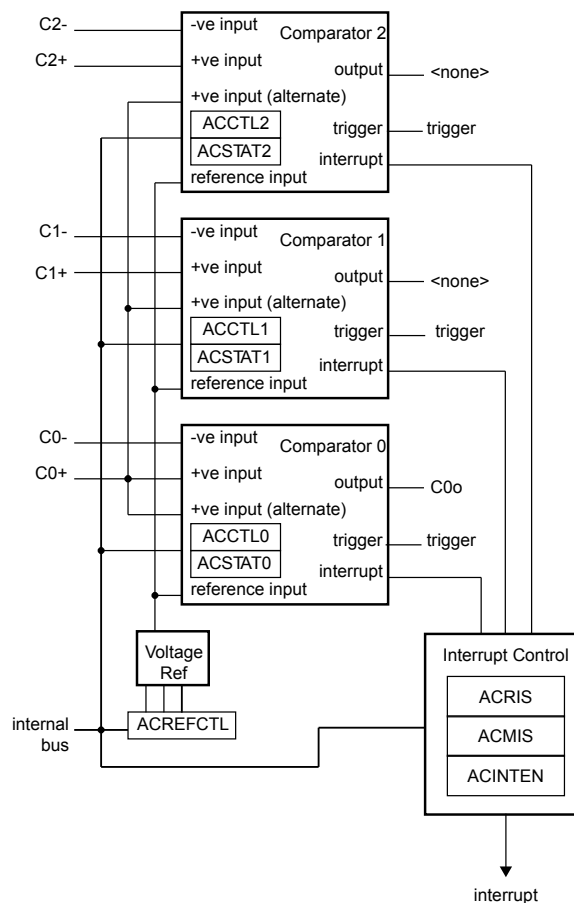 C2-
-ve input
Comparator 2
C2+
+ve input
output
<none>
+ve input (alternate)
ACCTL2
trigger
trigger
ACSTAT2
interrupt
reference input
C1-
-ve input
Comparator 1
C1+
+ve input
output
<none>
+ve input (alternate)
ACCTL1
trigger
trigger
ACSTAT1
interrupt
reference input
C0-
-ve input
Comparator 0
C0+
+ve input
output
C0o
+ve input (alternate)
ACCTL0
trigger
trigger
ACSTAT0
interrupt
reference input
Voltage
Ref
Interrupt Control
ACRIS
internal
bus
ACREFCTL
ACMIS
ACINTEN
interrupt